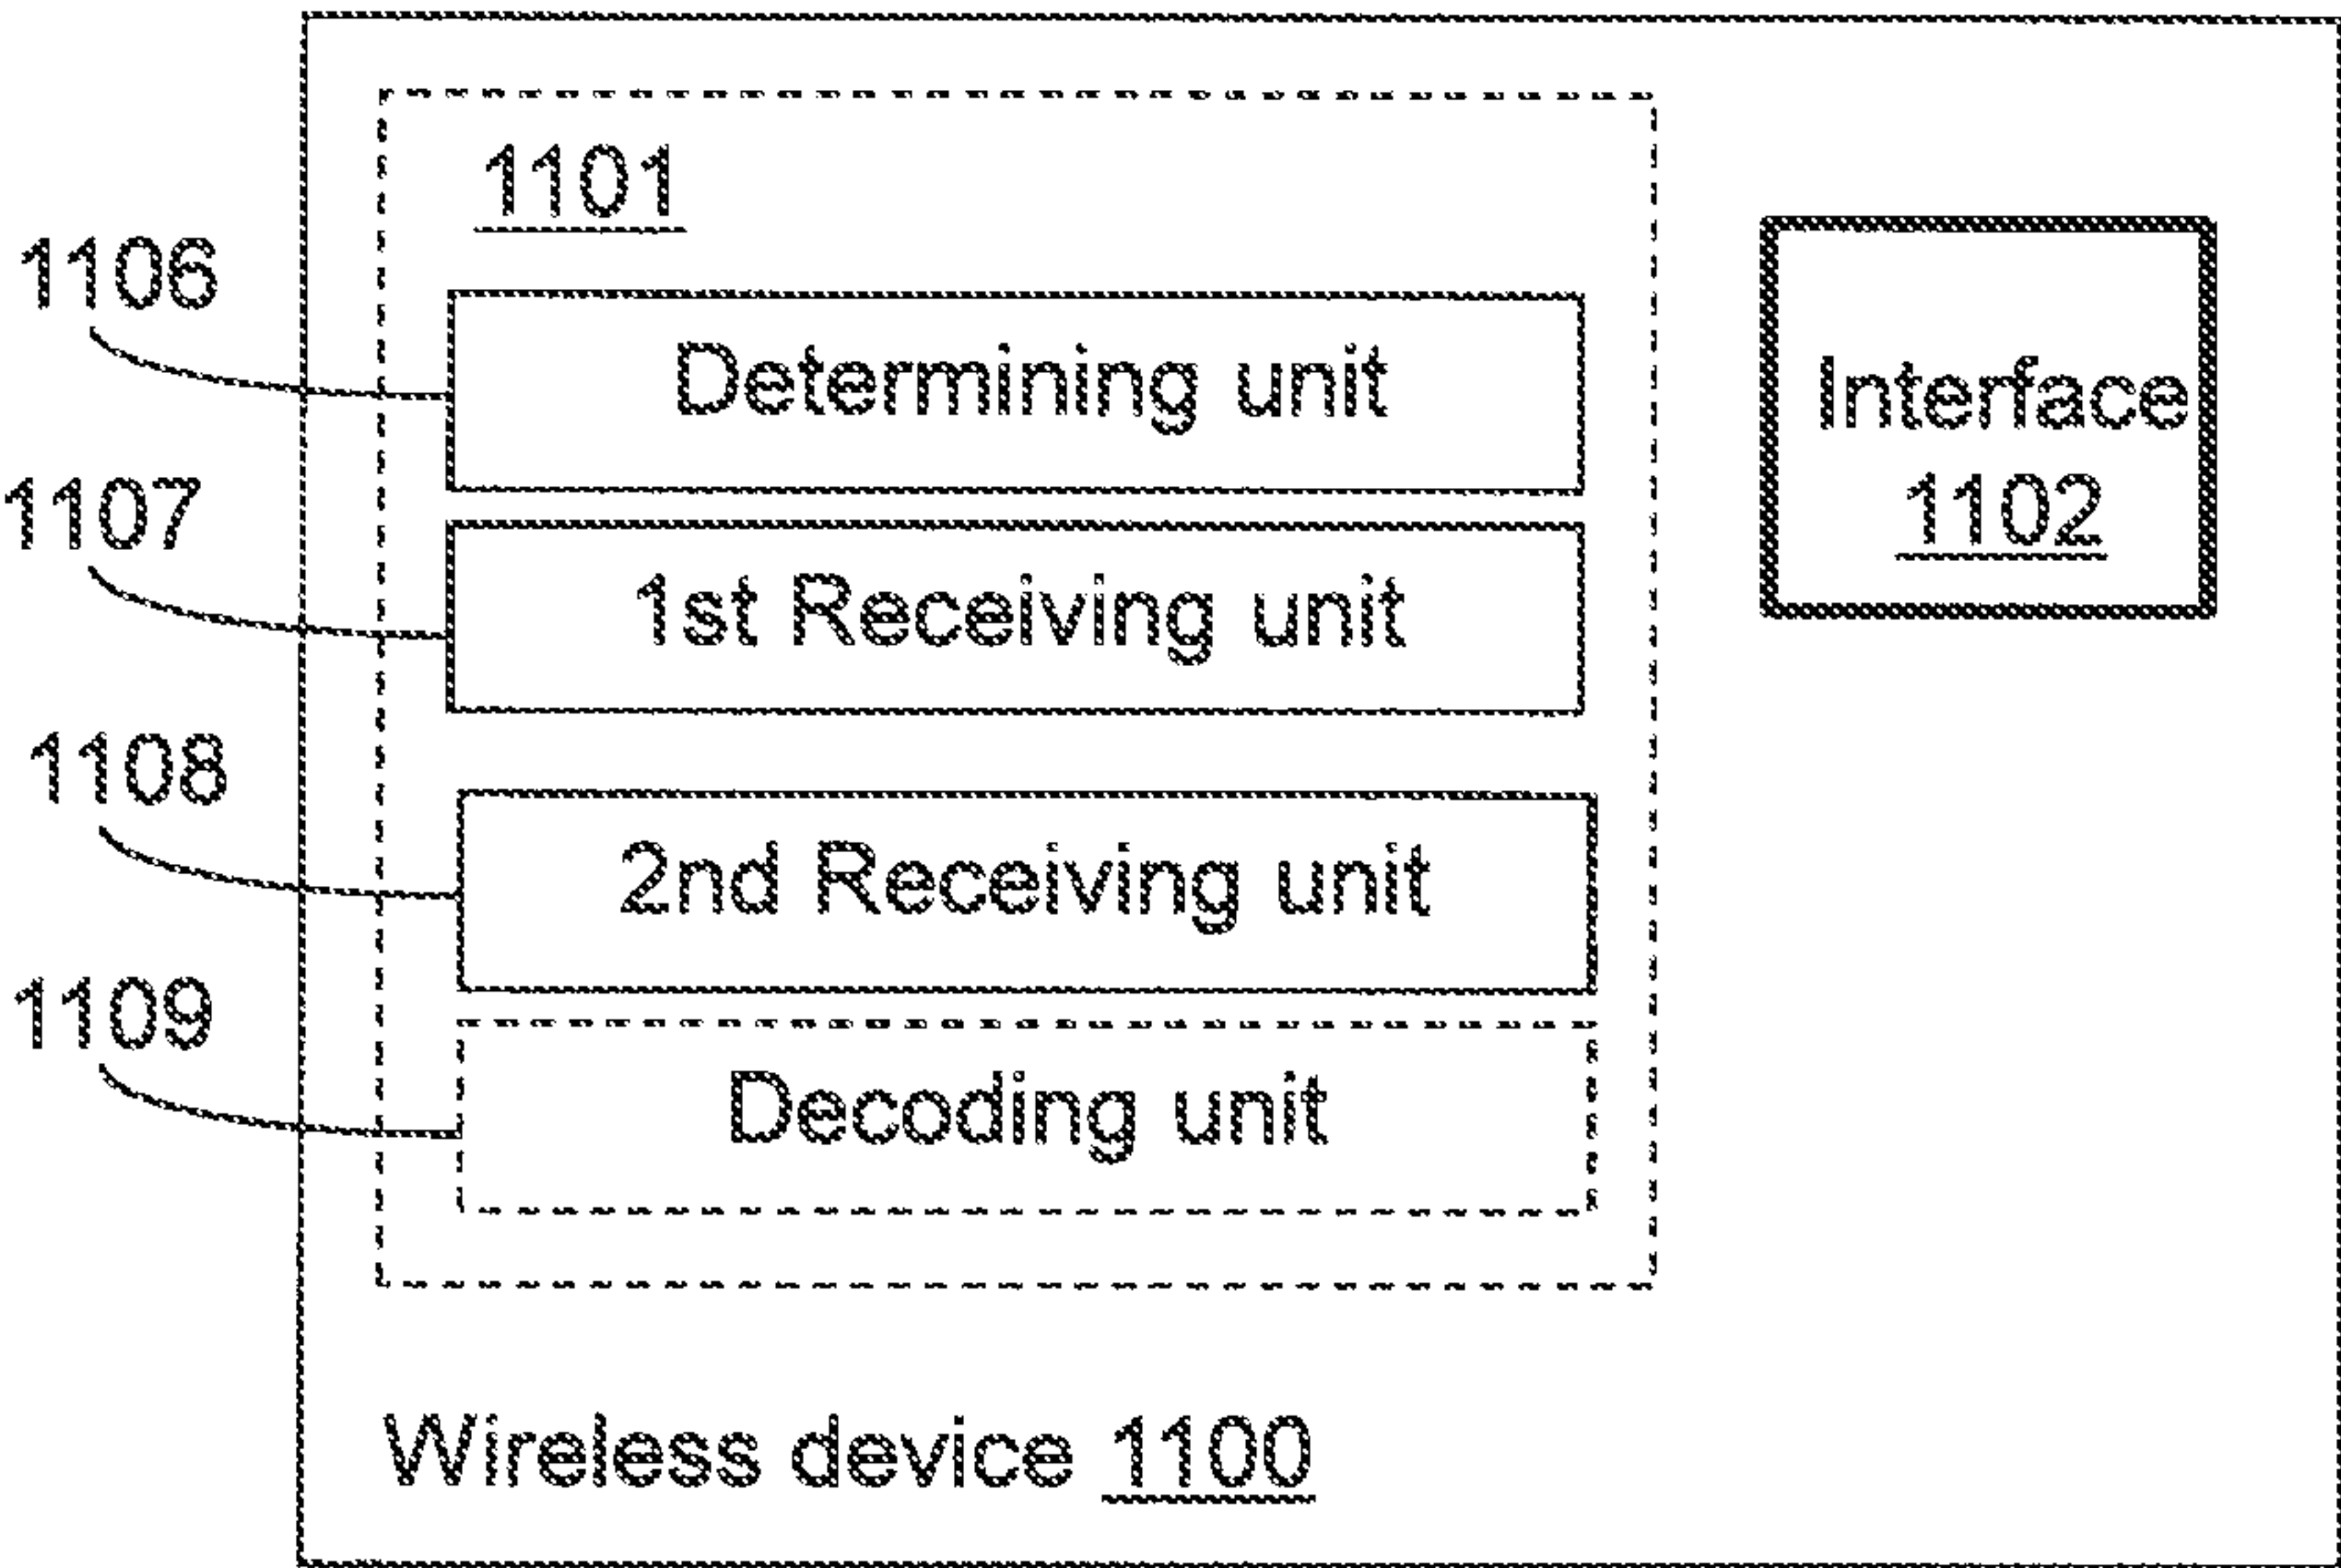 1101
1106
Determining unit
Interface
1102
1107
1st Receiving unit
1108
2nd Receiving unit
1109
Decoding unit
Wireless device 1100